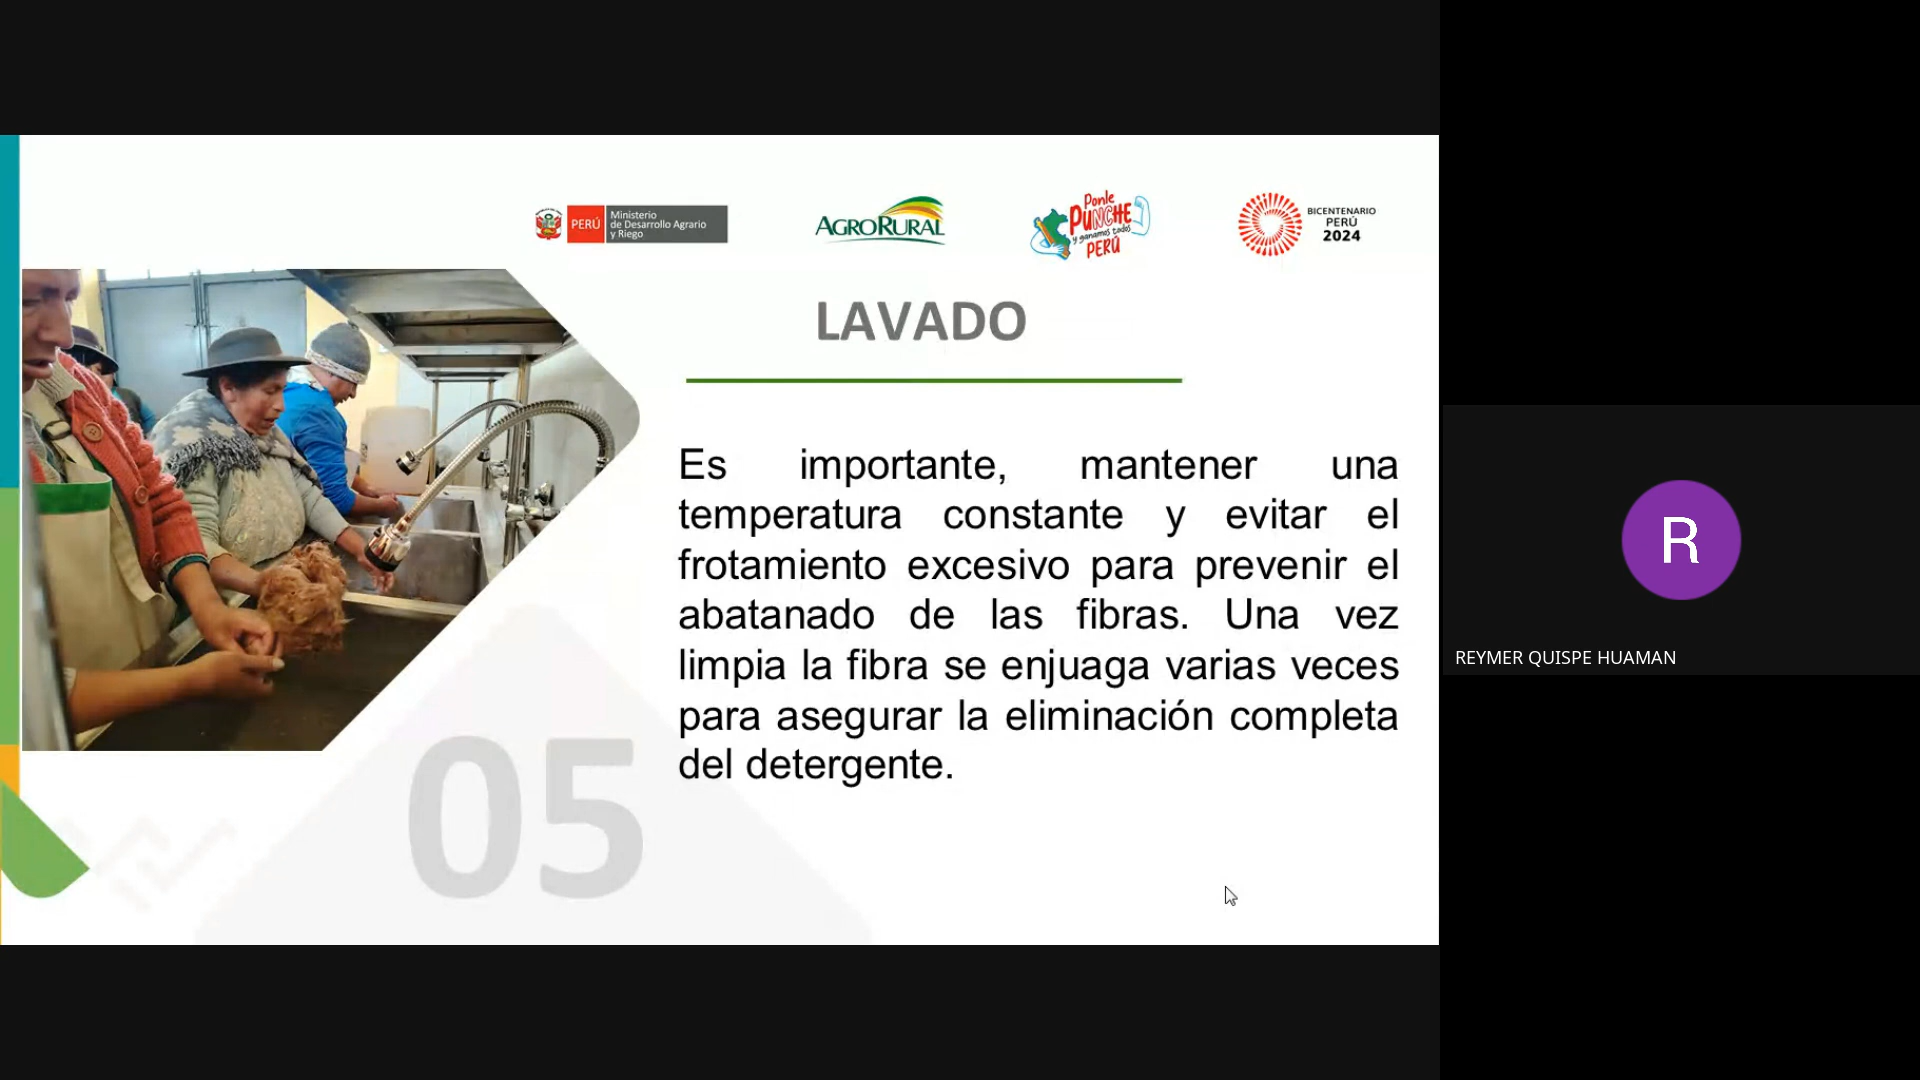 PERÚ
Ministerio
de Desarrollo Agrario
y Riego
AGRORURAL
Ponle
PUNCHE
y ganamos todos
PERÚ
BICENTENARIO
PERÚ
2024
LAVADO
Es importante, mantener una
temperatura constante y evitar el
frotamiento excesivo para prevenir el
abatanado de las fibras. Una vez
limpia la fibra se enjuaga varias veces
para asegurar la eliminación completa
del detergente.
05
R
REYMER QUISPE HUAMAN